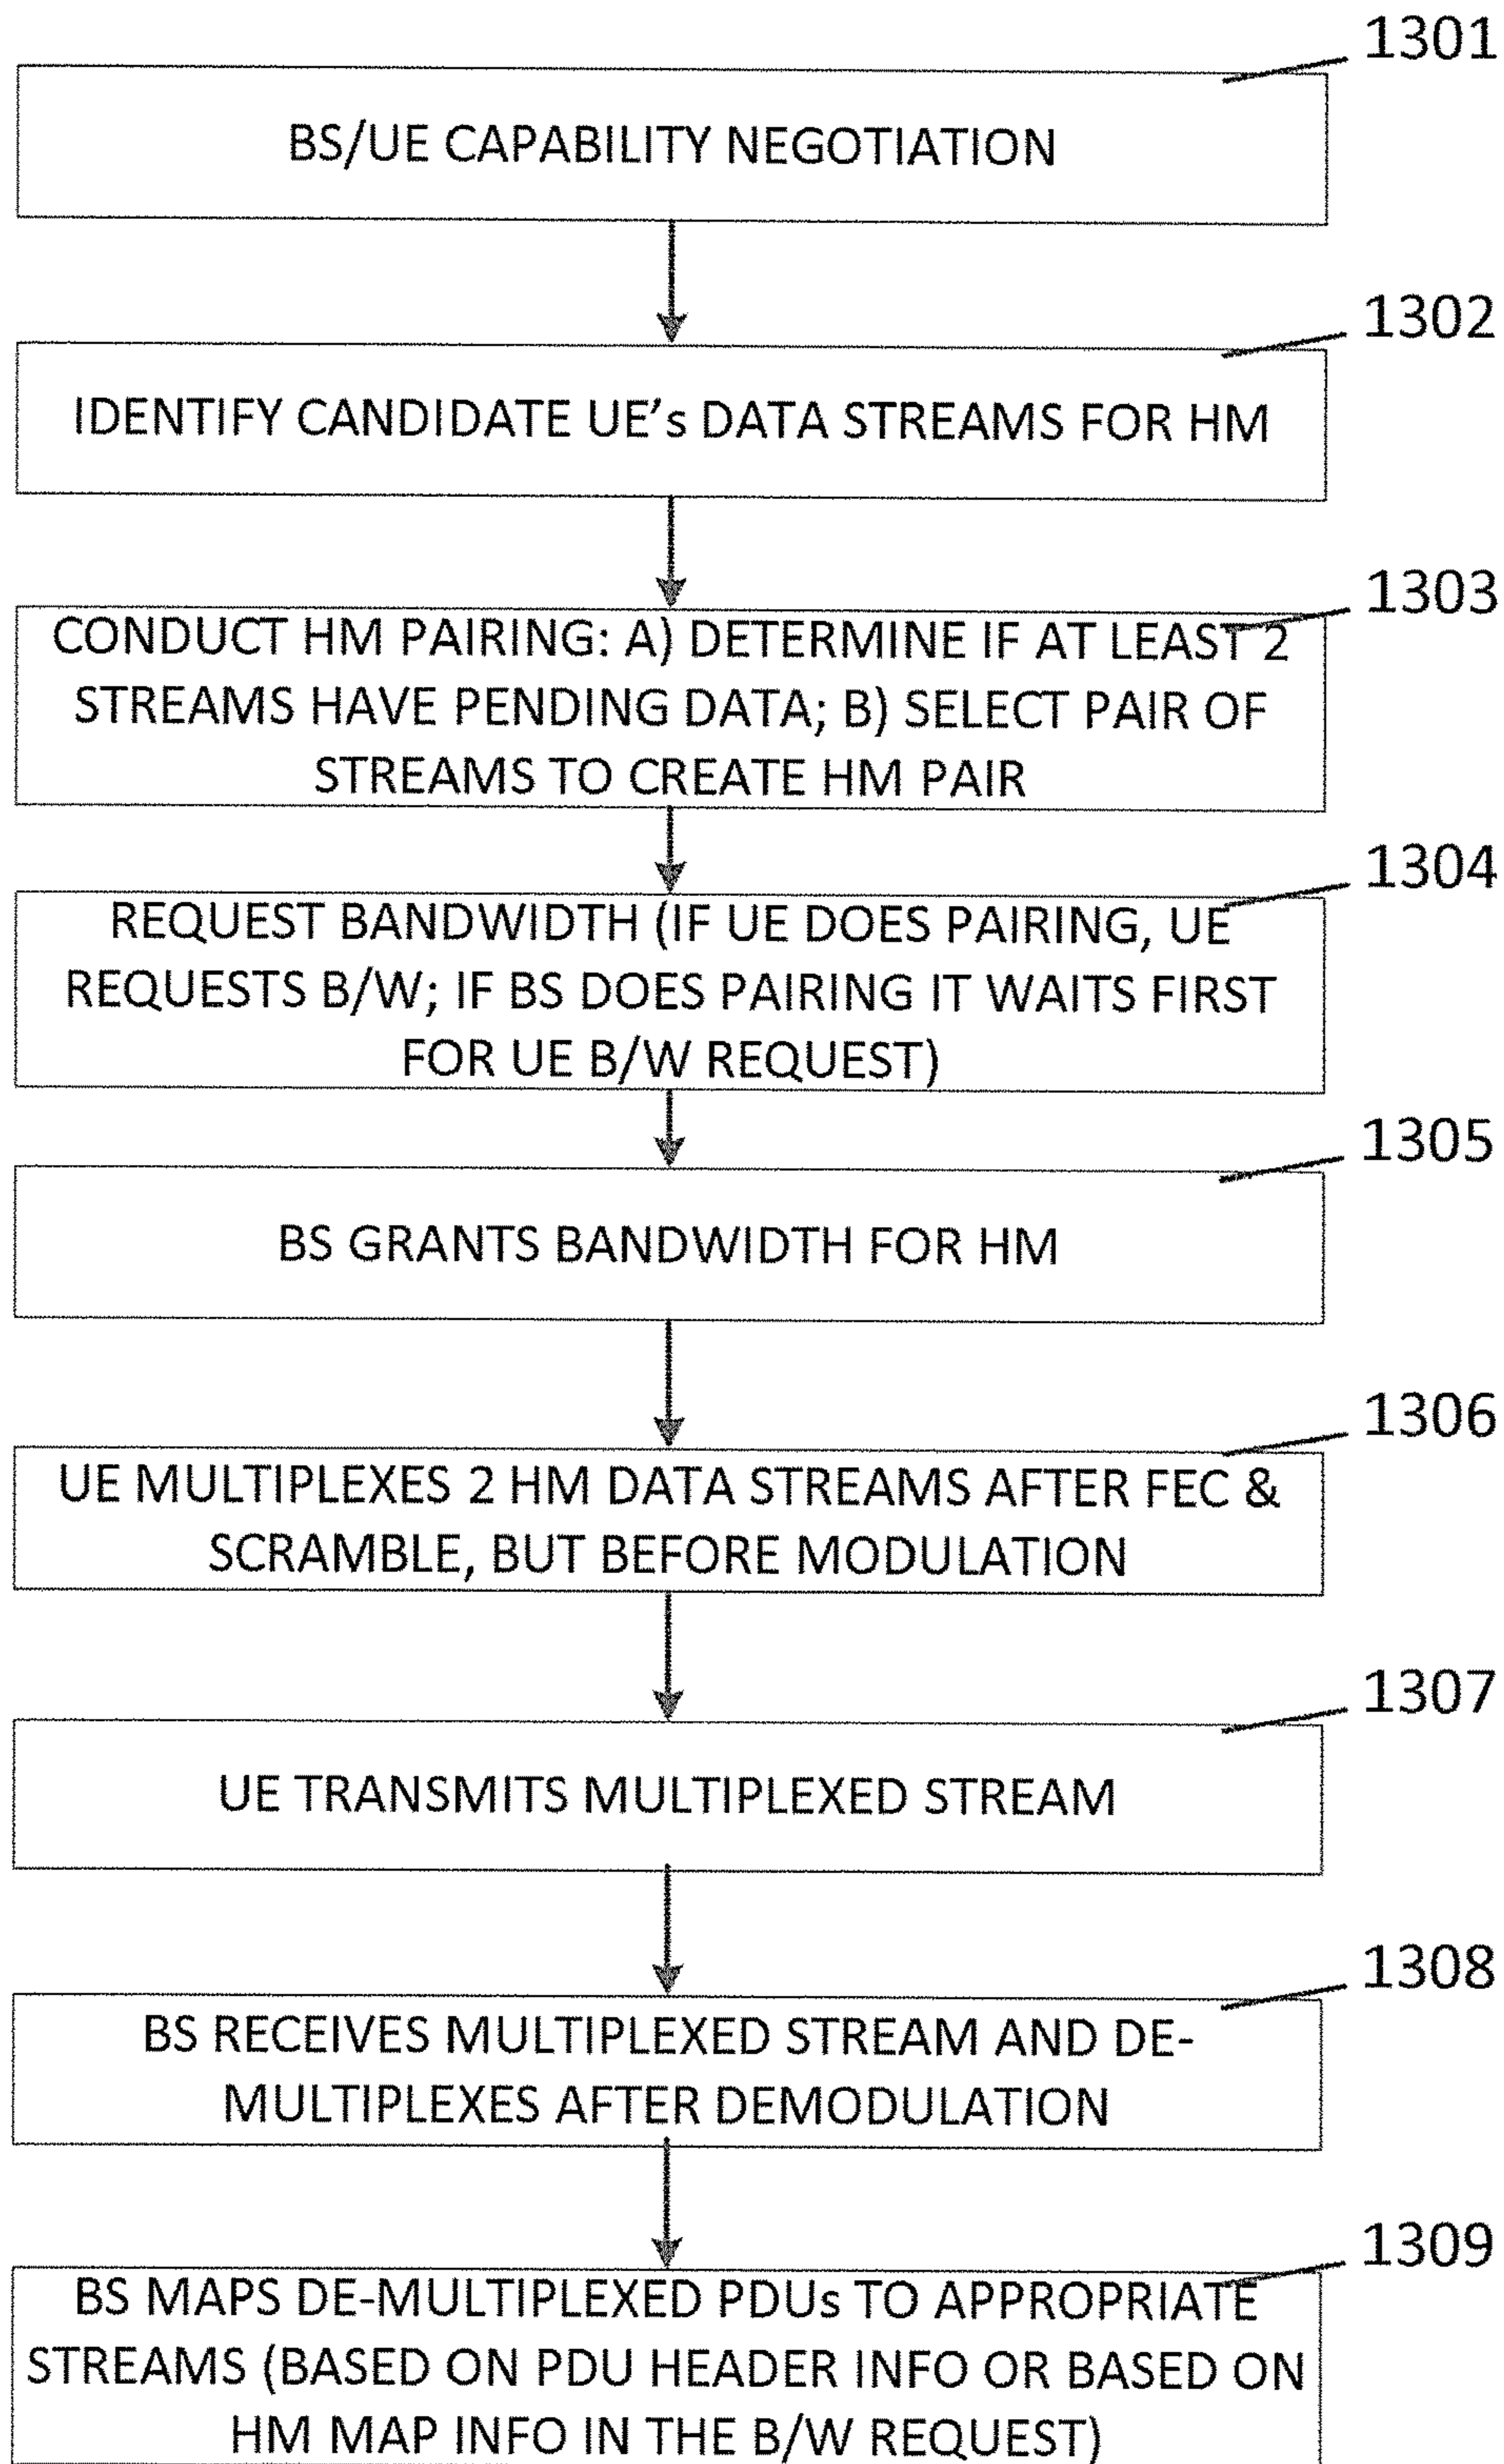 1301
BS/UE CAPABILITY NEGOTIATION
1302
IDENTIFY CANDIDATE UE's DATA STREAMS FOR HM
1303
CONDUCT HM PAIRING: A) DETERMINE IF AT LEAST 2
STREAMS HAVE PENDING DATA; B) SELECT PAIR OF
STREAMS TO CREATE HM PAIR
1304
REQUEST BANDWIDTH (IF UE DOES PAIRING, UE
REQUESTS B/W; IF BS DOES PAIRING IT WAITS FIRST
FOR UE B/W REQUEST)
1305
BS GRANTS BANDWIDTH FOR HM
1306
UE MULTIPLEXES 2 HM DATA STREAMS AFTER FEC &
SCRAMBLE, BUT BEFORE MODULATION
1307
UE TRANSMITS MULTIPLEXED STREAM
1308
BS RECEIVES MULTIPLEXED STREAM AND DE-
MULTIPLEXES AFTER DEMODULATION
1309
BS MAPS DE-MULTIPLEXED PDUs TO APPROPRIATE
STREAMS (BASED ON PDU HEADER INFO OR BASED ON
HM MAP INFO IN THE B/W REQUEST)